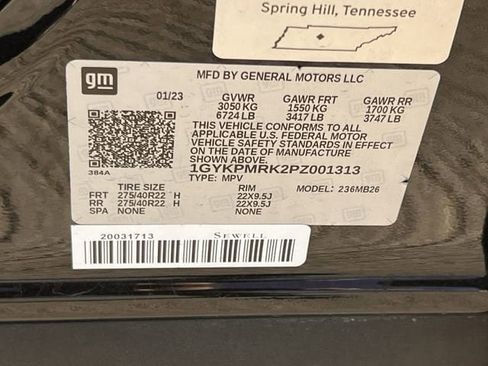 Spring Hill, Tennessee
gm
MFD BY GENERAL MOTORS LLC
01/23 GVWR GAWR FRT GAWR RR
3050 KG 1550 KG 1700 KG
6724 LB 3417 LB 3747 LB
THIS VEHICLE CONFORMS TO ALL
APPLICABLE U.S. FEDERAL MOTOR
VEHICLE SAFETY STANDARDS IN EFFECT ON
THE DATE OF MANUFACTURE
SHOWN ABOVE
384A 1GYKPMRK2PZ001313
TYPE: MPV
TIRE SIZE RIM MODEL: 236MB26
FRT 275/40R22 H 22X9.5J
RR 275/40R22 H 22X9.5J
SPA NONE NONE
20031713 SEWELL